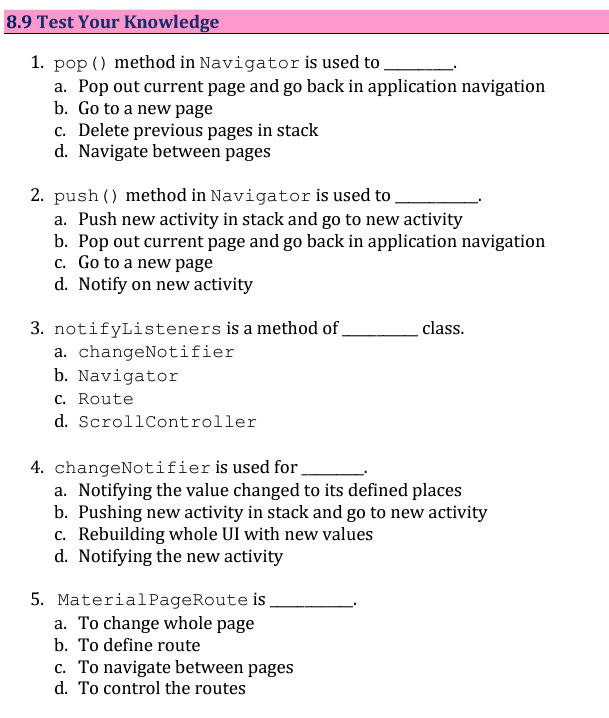 8.9 Test Your Knowledge
1. pop() method in Navigator is used to ________.
a. Pop out current page and go back in application navigation
b. Go to a new page
c. Delete previous pages in stack
d. Navigate between pages
2. push() method in Navigator is used to __________.
a. Push new activity in stack and go to new activity
b. Pop out current page and go back in application navigation
c. Go to a new page
d. Notify on new activity
3. notifyListeners is a method of _________ class.
a. changeNotifier
b. Navigator
c. Route
d. ScrollController
4. changeNotifier is used for _______.
a. Notifying the value changed to its defined places
b. Pushing new activity in stack and go to new activity
c. Rebuilding whole UI with new values
d. Notifying the new activity
5. MaterialPageRoute is __________.
a. To change whole page
b. To define route
c. To navigate between pages
d. To control the routes